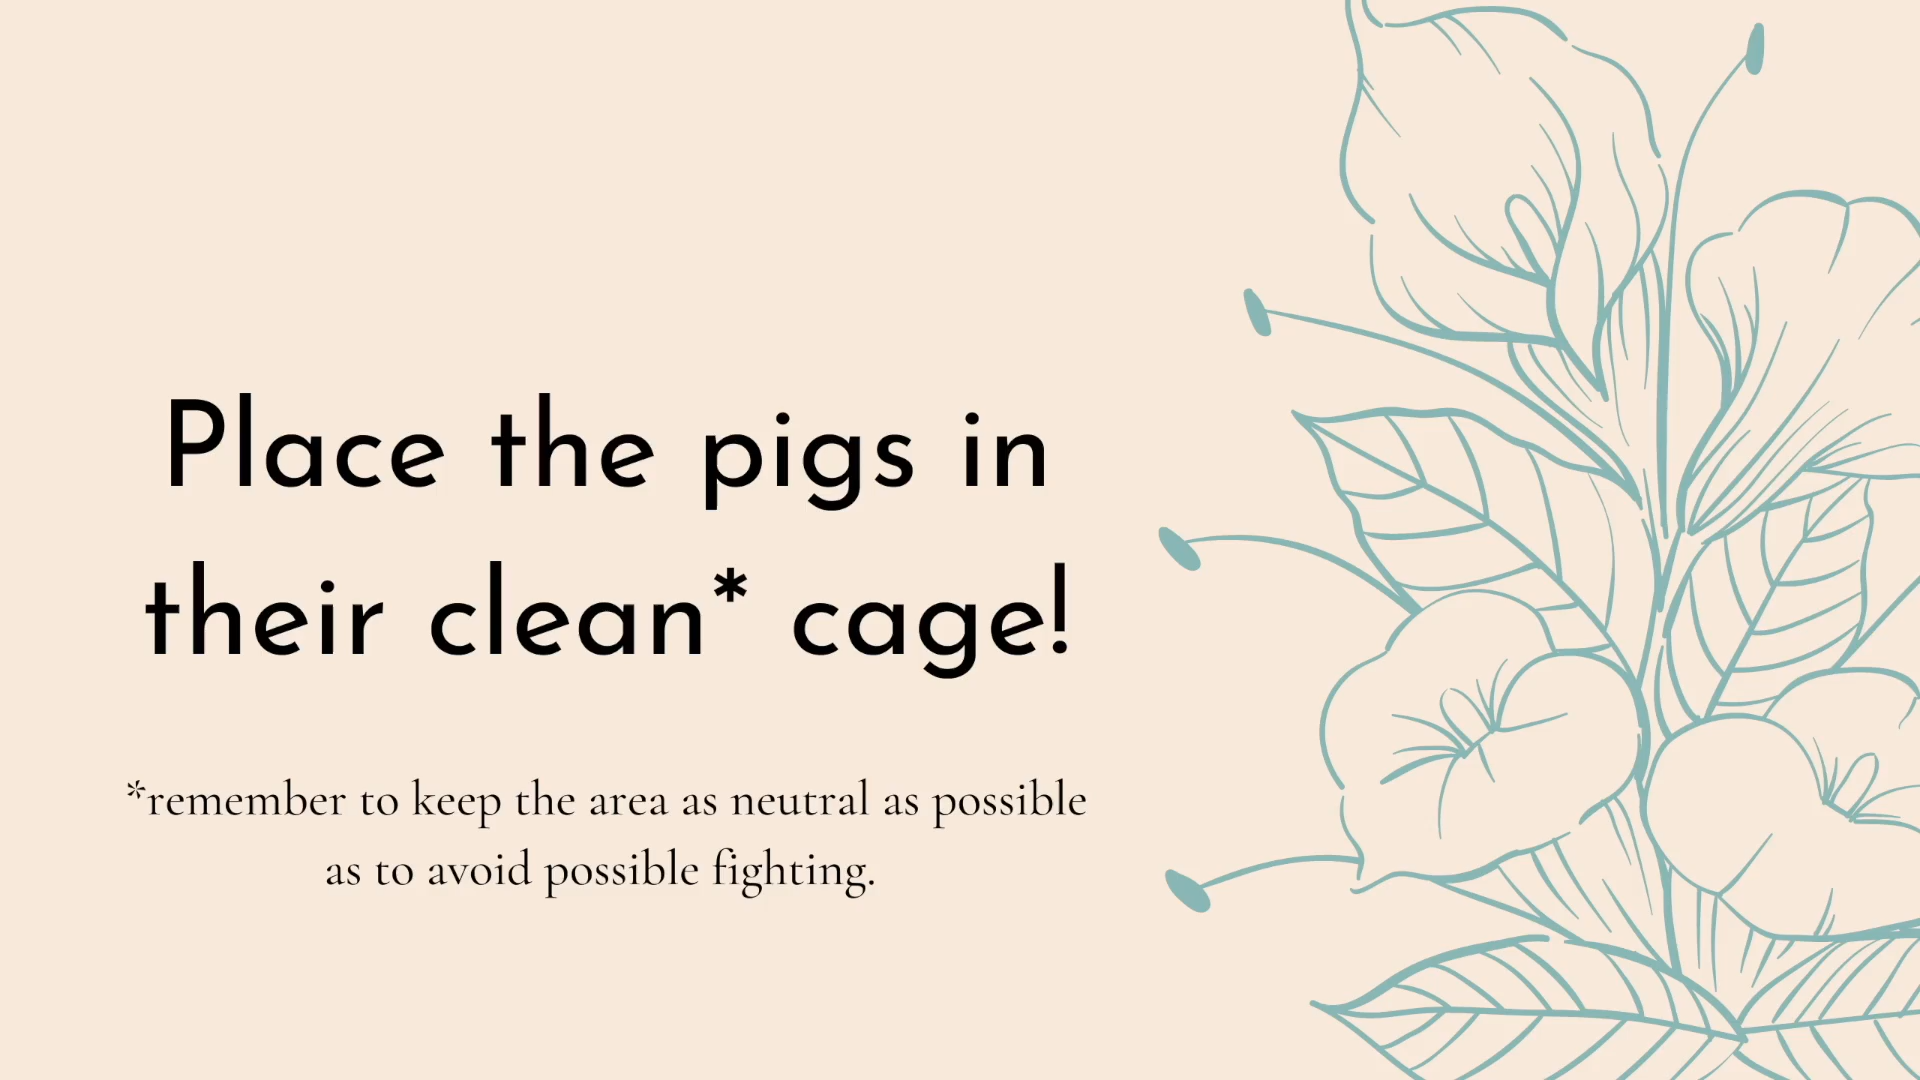 Place the pigs in
their clean* cage!
*remember to keep the area as neutral as possible
as to avoid possible fighting.